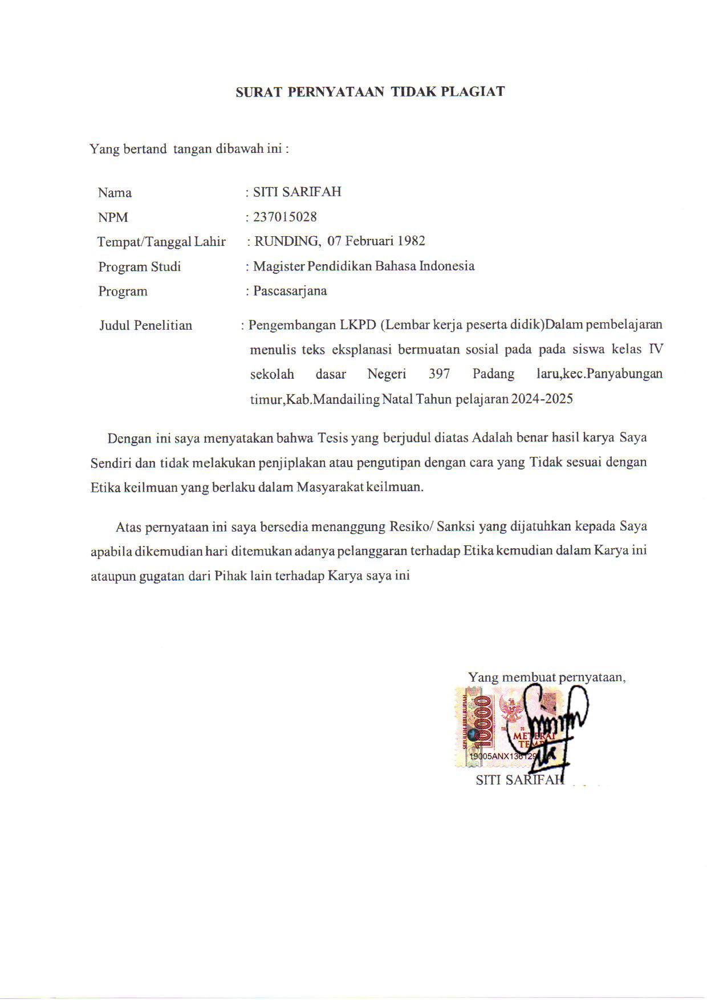 SURAT PERNYATAAN TIDAK PLAGIAT
Yang bertand tangan dibawah ini :
Nama : SITI SARIFAH
NPM : 237015028
Tempat/Tanggal Lahir : RUNDING, 07 Februari 1982
Program Studi : Magister Pendidikan Bahasa Indonesia
Program : Pascasarjana
Judul Penelitian : Pengembangan LKPD (Lembar kerja peserta didik)Dalam pembelajaran
menulis teks eksplanasi bermuatan sosial pada pada siswa kelas IV
sekolah dasar Negeri 397 Padang laru,kec.Panyabungan
timur,Kab.Mandailing Natal Tahun pelajaran 2024-2025
Dengan ini saya menyatakan bahwa Tesis yang berjudul diatas Adalah benar hasil karya Saya
Sendiri dan tidak melakukan penjiplakan atau pengutipan dengan cara yang Tidak sesuai dengan
Etika keilmuan yang berlaku dalam Masyarakat keilmuan.
Atas pernyataan ini saya bersedia menanggung Resiko/ Sanksi yang dijatuhkan kepada Saya
apabila dikemudian hari ditemukan adanya pelanggaran terhadap Etika kemudian dalam Karya ini
ataupun gugatan dari Pihak lain terhadap Karya saya ini
Yang membuat pernyataan,
SEPULUH RIBU RUPIAH
10000
METERAI
SITI SARIFAH